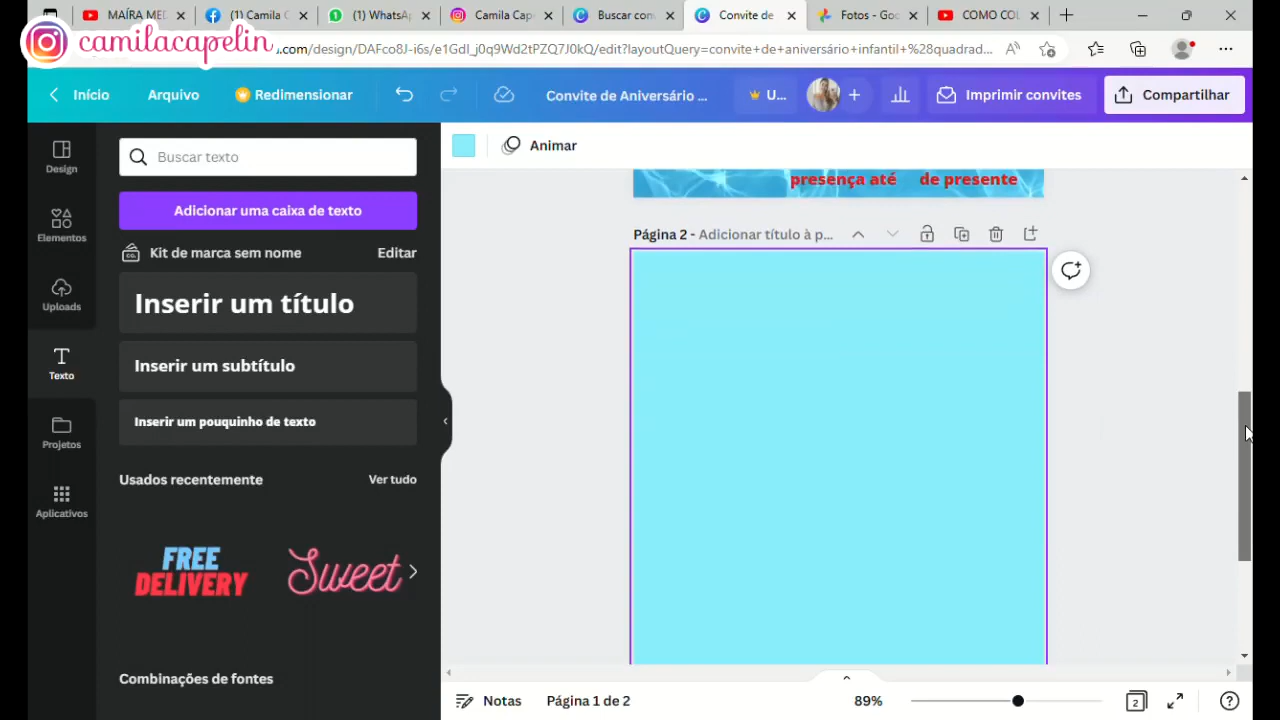 MAÍRA MED
(1) Camila C
(1) WhatsA
Camila Cap
Buscar con
Convite de
Fotos - Goo
COMO COL
camilacapelin
.com/design/DAFco8J-i6s/e1GdI_j0q9Wd2tPZQ7J0kQ/edit?layoutQuery=convite+de+aniversário+infantil+%28quadrad...
Início
Arquivo
Redimensionar
Convite de Aniversário ...
U...
Imprimir convites
Compartilhar
Design
Elementos
Uploads
Texto
Projetos
Aplicativos
Buscar texto
Adicionar uma caixa de texto
Kit de marca sem nome
Editar
Inserir um título
Inserir um subtítulo
Inserir um pouquinho de texto
Usados recentemente
Ver tudo
FREE
DELIVERY
Sweet
Combinações de fontes
Animar
presença até de presente
Página 2 - Adicionar título à p...
Notas
Página 1 de 2
89%
2